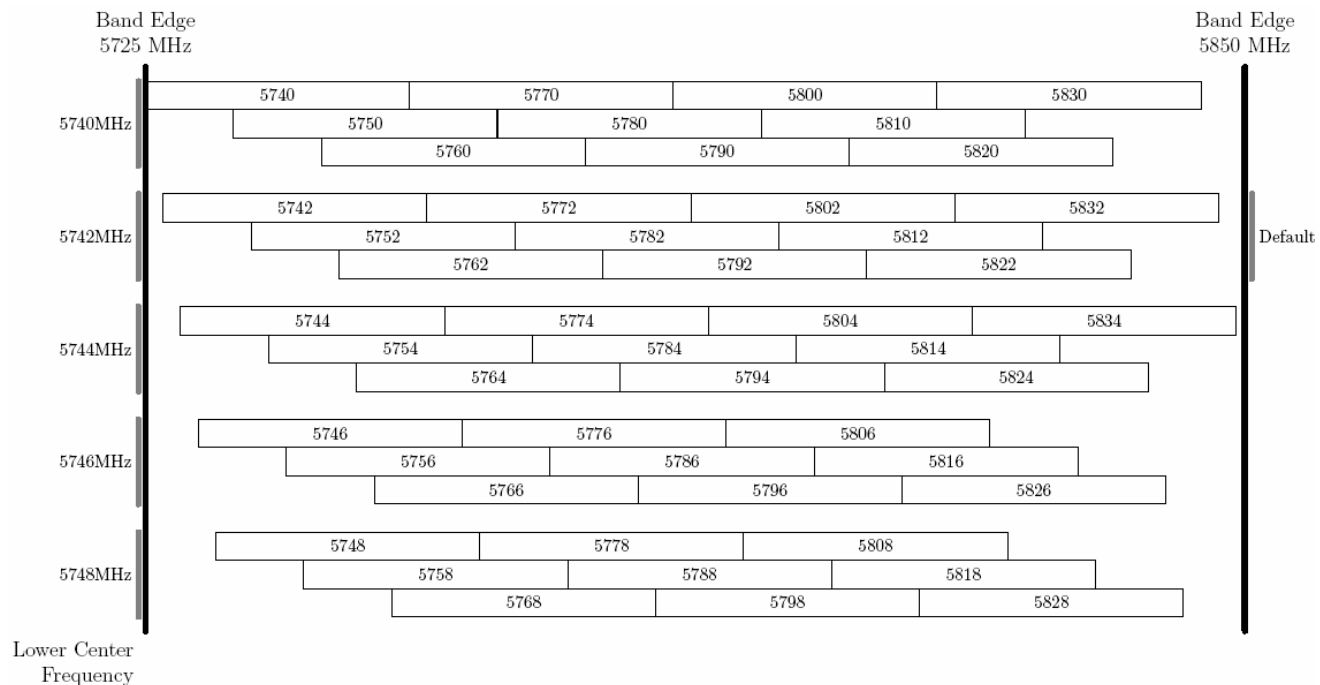 Band Edge
5725 MHz
Band Edge
5850 MHz
5740MHz
5740 5770 5800 5830
5750 5780 5810
5760 5790 5820
5742MHz
5742 5772 5802 5832
5752 5782 5812
5762 5792 5822
Default
5744MHz
5744 5774 5804 5834
5754 5784 5814
5764 5794 5824
5746MHz
5746 5776 5806
5756 5786 5816
5766 5796 5826
5748MHz
5748 5778 5808
5758 5788 5818
5768 5798 5828
Lower Center
Frequency